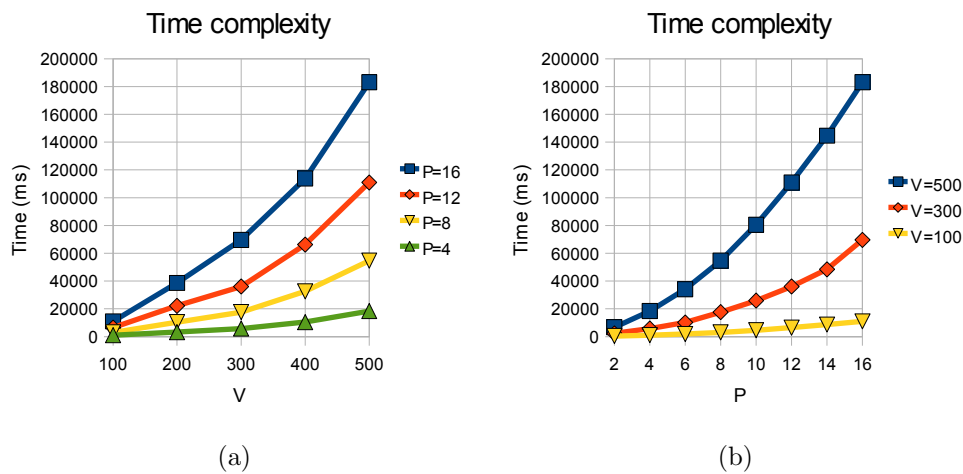 Time complexity
200000
180000
160000
140000
120000
100000
80000
60000
40000
20000
0
Time (ms)
100 200 300 400 500
V
P=16
P=12
P=8
P=4
(a)
Time complexity
200000
180000
160000
140000
120000
100000
80000
60000
40000
20000
0
Time (ms)
2 4 6 8 10 12 14 16
P
V=500
V=300
V=100
(b)